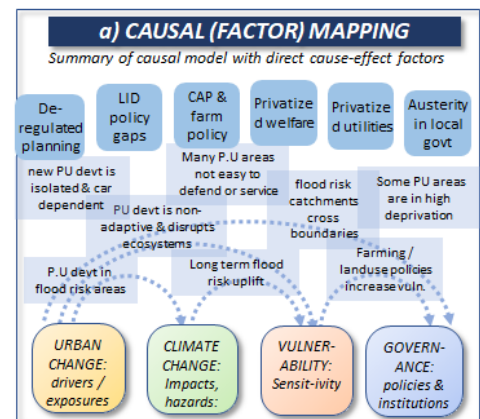 a) CAUSAL (FACTOR) MAPPING
Summary of causal model with direct cause-effect factors
De-
regulated
planning
LID
policy
gaps
CAP &
farm
policy
Privatize
d welfare
Privatize
d utilities
Austerity
in local
govt
new PU devt is
isolated & car
dependent
Many P.U areas
not easy to
defend or service
flood risk
catchments
cross
boundaries
Some PU areas
are in high
deprivation
PU devt is non-
adaptive & disrupts
ecosystems
P.U devt in
flood risk areas
Long term flood
risk uplift
Farming /
landuse policies
increase vuln.
URBAN
CHANGE:
drivers /
exposures
CLIMATE
CHANGE:
Impacts,
hazards:
VULNER-
ABILITY:
Sensit-ivity
GOVERN-
ANCE:
policies &
institutions